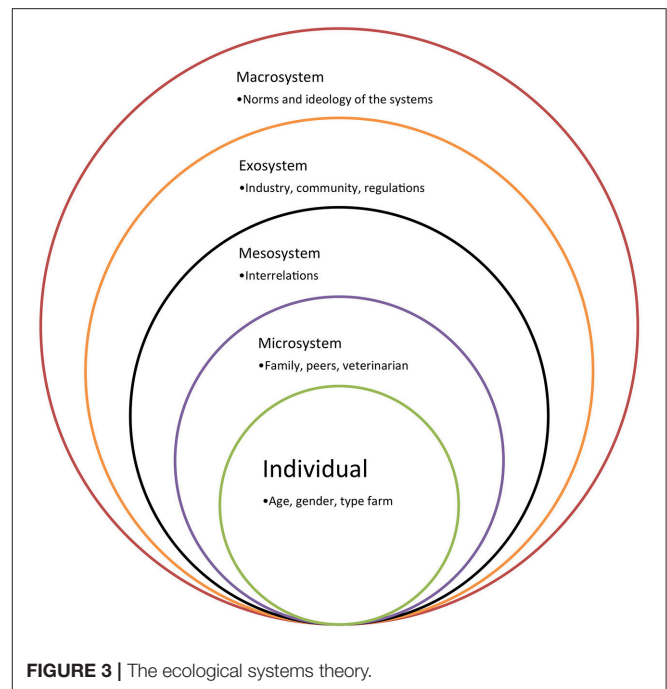 Macrosystem
•Norms and ideology of the systems
Exosystem
•Industry, community, regulations
Mesosystem
•Interrelations
Microsystem
•Family, peers, veterinarian
Individual
•Age, gender, type farm
FIGURE 3 | The ecological systems theory.